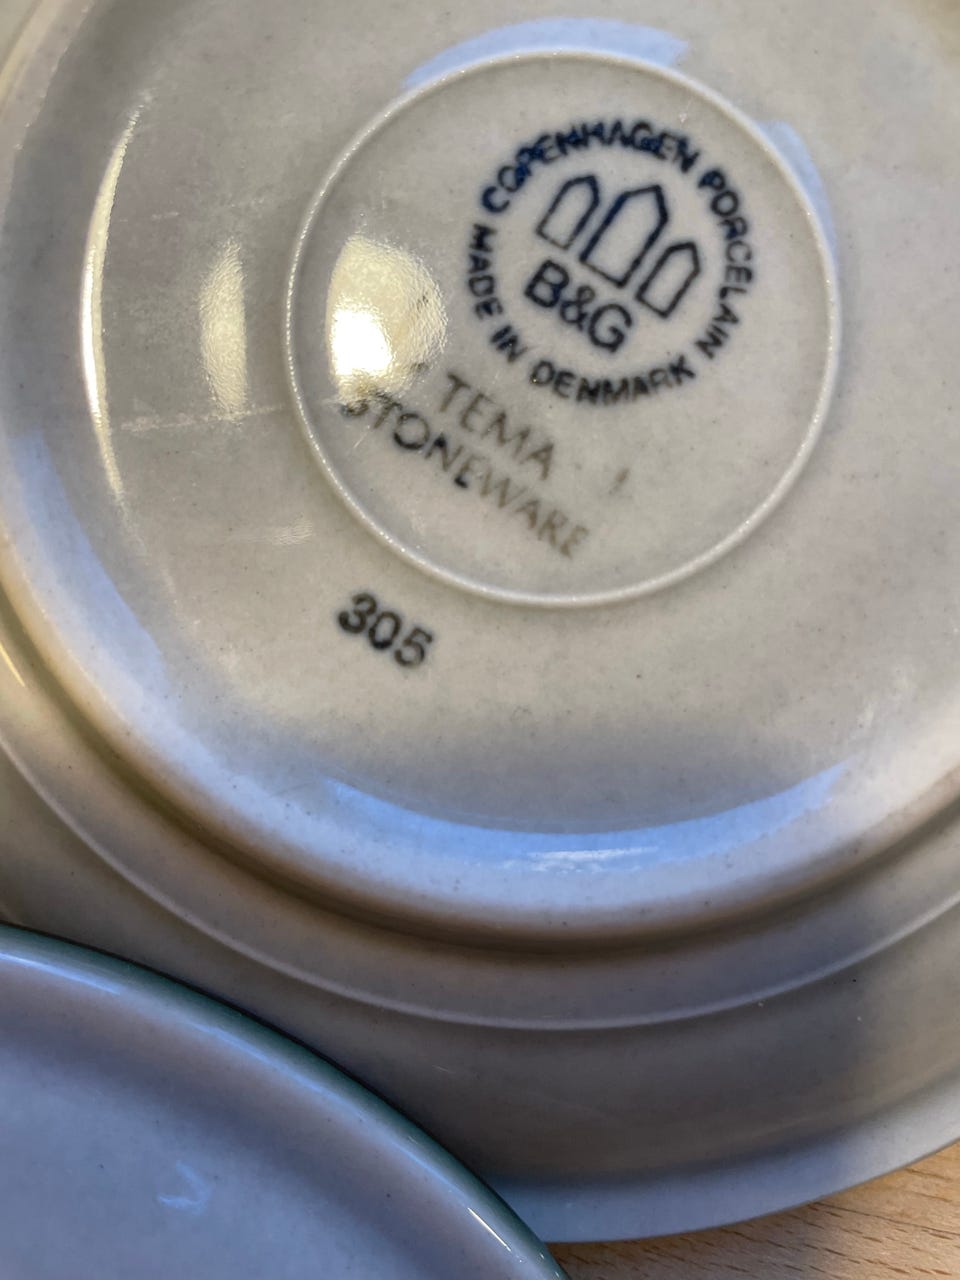 COPENHAGEN PORCELAIN
B&G
MADE IN DENMARK
TEMA
STONEWARE
305